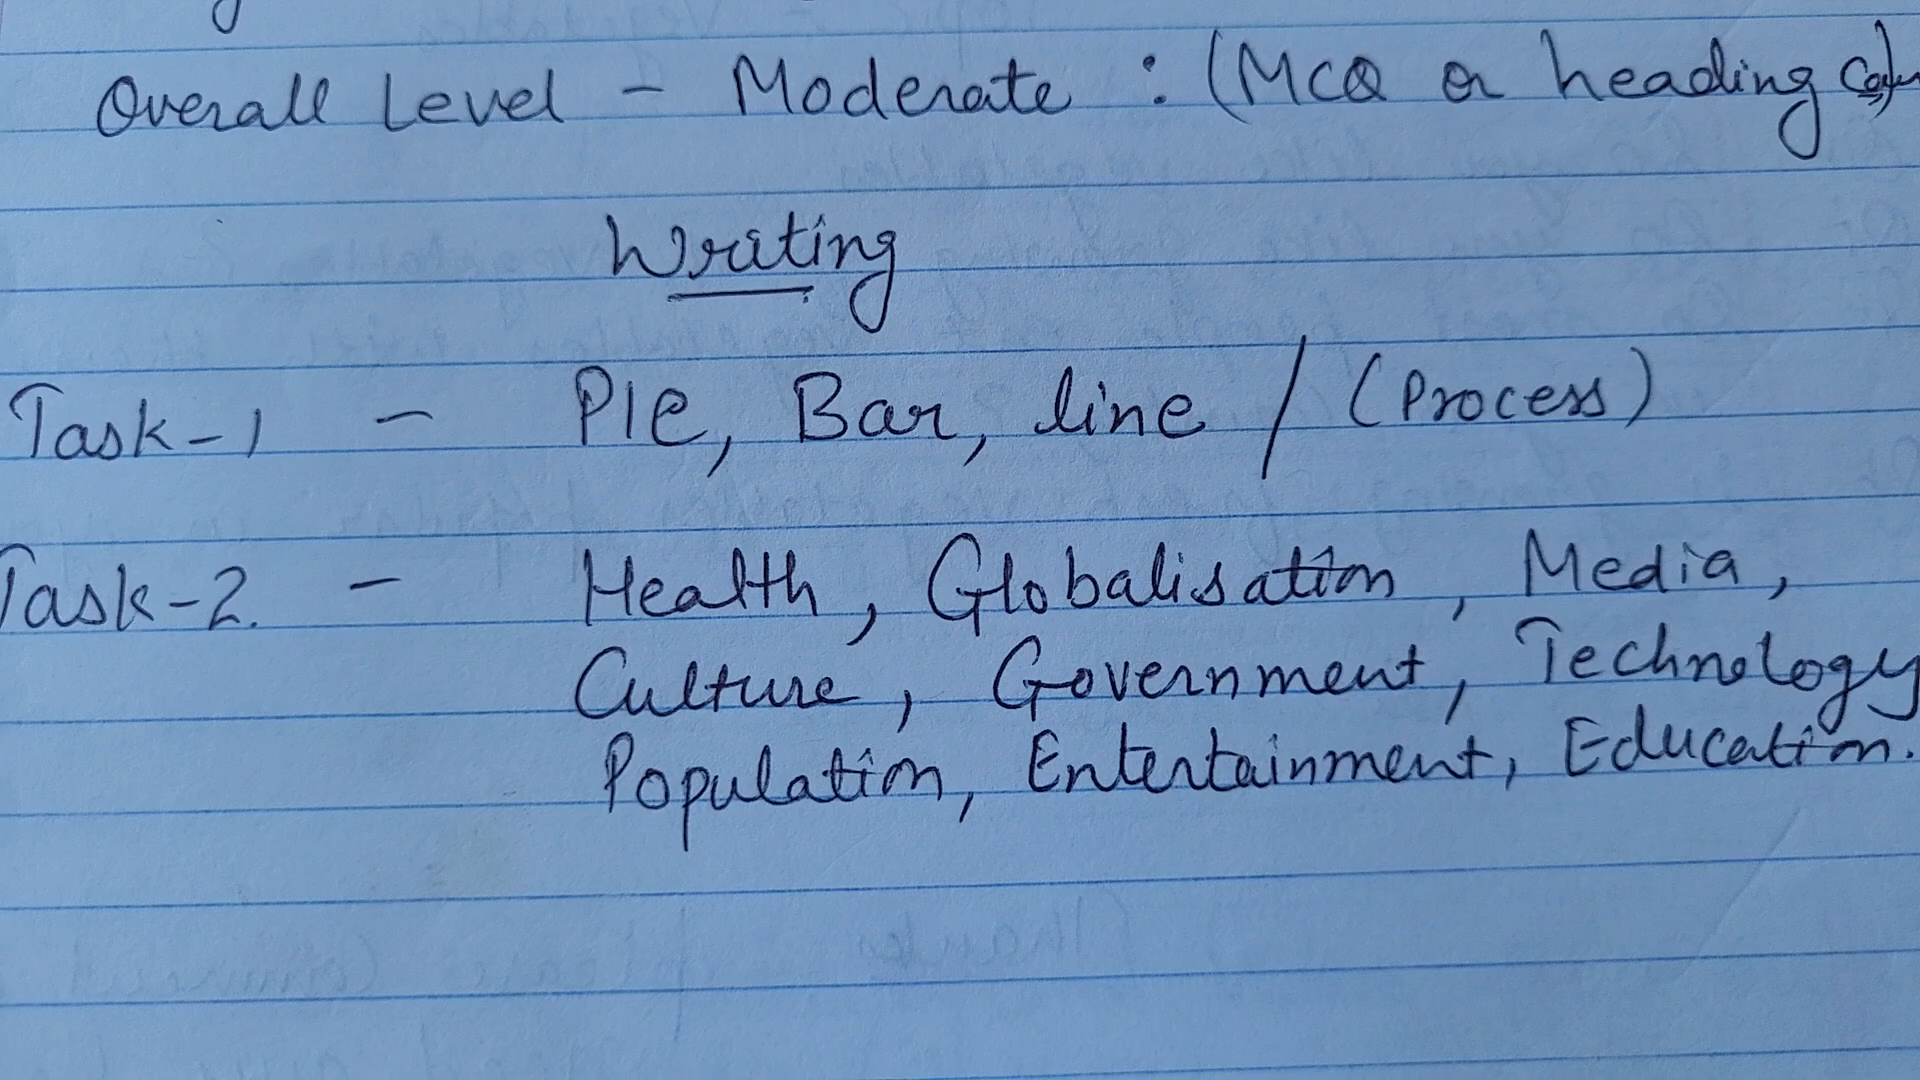 Overall Level - Moderate : (MCQ or heading
Writing
Task-1 - PIe, Bar, line / (Process)
Task-2. - Health, Globalisation, Media,
Culture, Government, Technology
Population, Entertainment, Education.